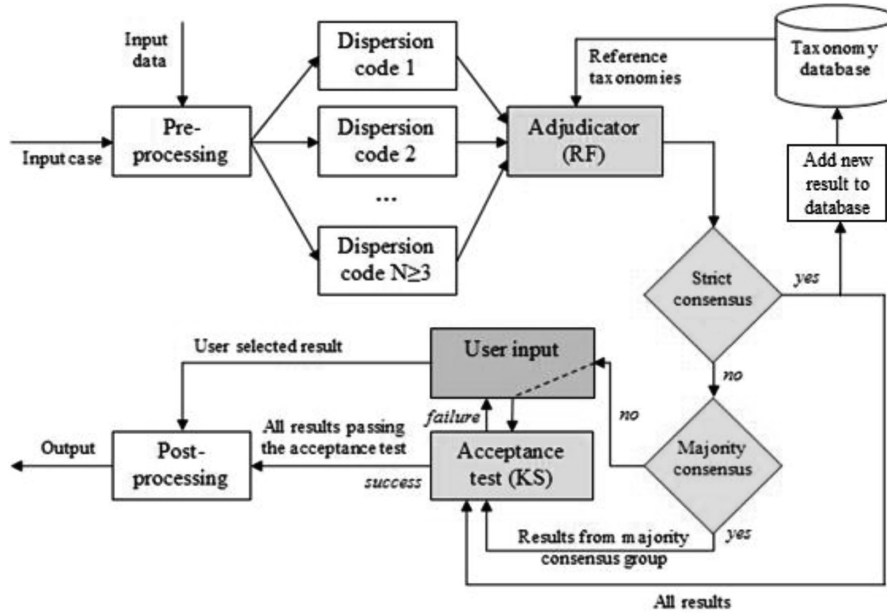 Input
data
Input case
Pre-
processing
Dispersion
code 1
Dispersion
code 2
...
Dispersion
code N≥3
Reference
taxonomies
Adjudicator
(RF)
Taxonomy
database
Add new
result to
database
Strict
consensus
yes
no
Majority
consensus
no
yes
User input
User selected result
failure
All results passing
the acceptance test
success
Acceptance
test (KS)
Post-
processing
Output
Results from majority
consensus group
All results